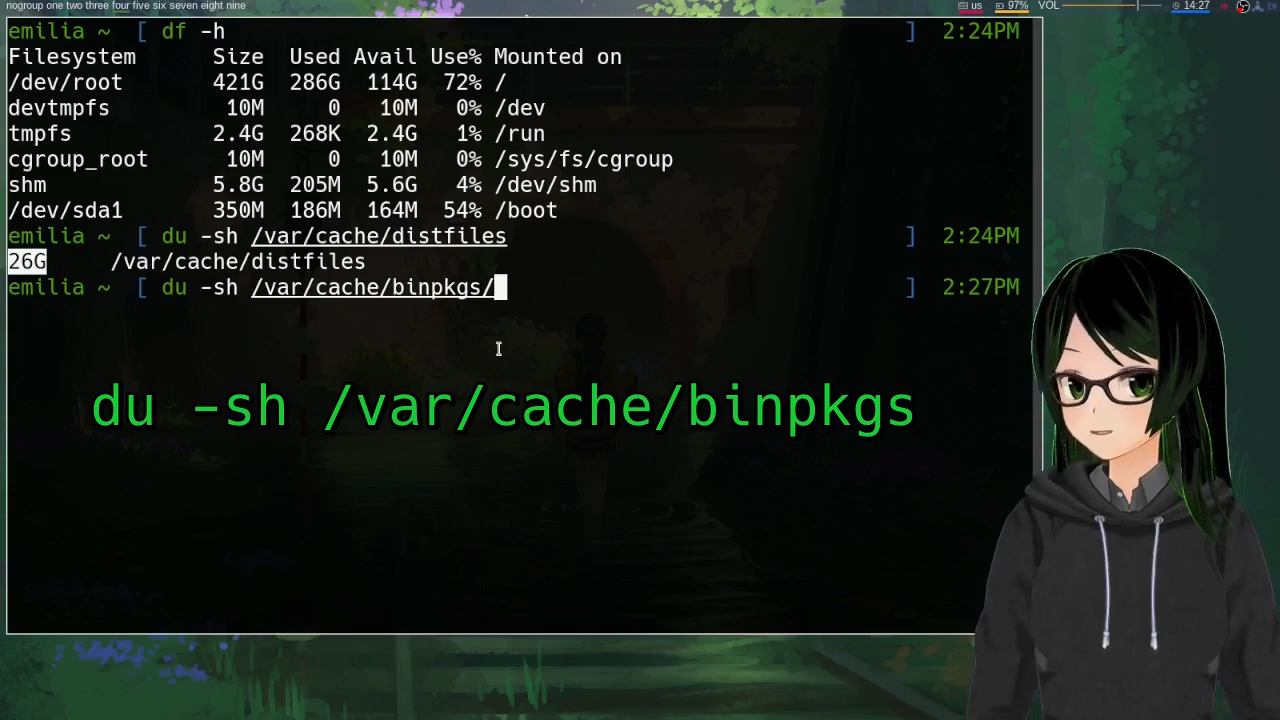 nogroup one two three four five six seven eight nine us 97% VOL 14:27 EN
emilia ~ [ df -h ] 2:24PM
Filesystem Size Used Avail Use% Mounted on
/dev/root 421G 286G 114G 72% /
devtmpfs 10M 0 10M 0% /dev
tmpfs 2.4G 268K 2.4G 1% /run
cgroup_root 10M 0 10M 0% /sys/fs/cgroup
shm 5.8G 205M 5.6G 4% /dev/shm
/dev/sda1 350M 186M 164M 54% /boot
emilia ~ [ du -sh /var/cache/distfiles ] 2:24PM
26G /var/cache/distfiles
emilia ~ [ du -sh /var/cache/binpkgs/ ] 2:27PM
du -sh /var/cache/binpkgs